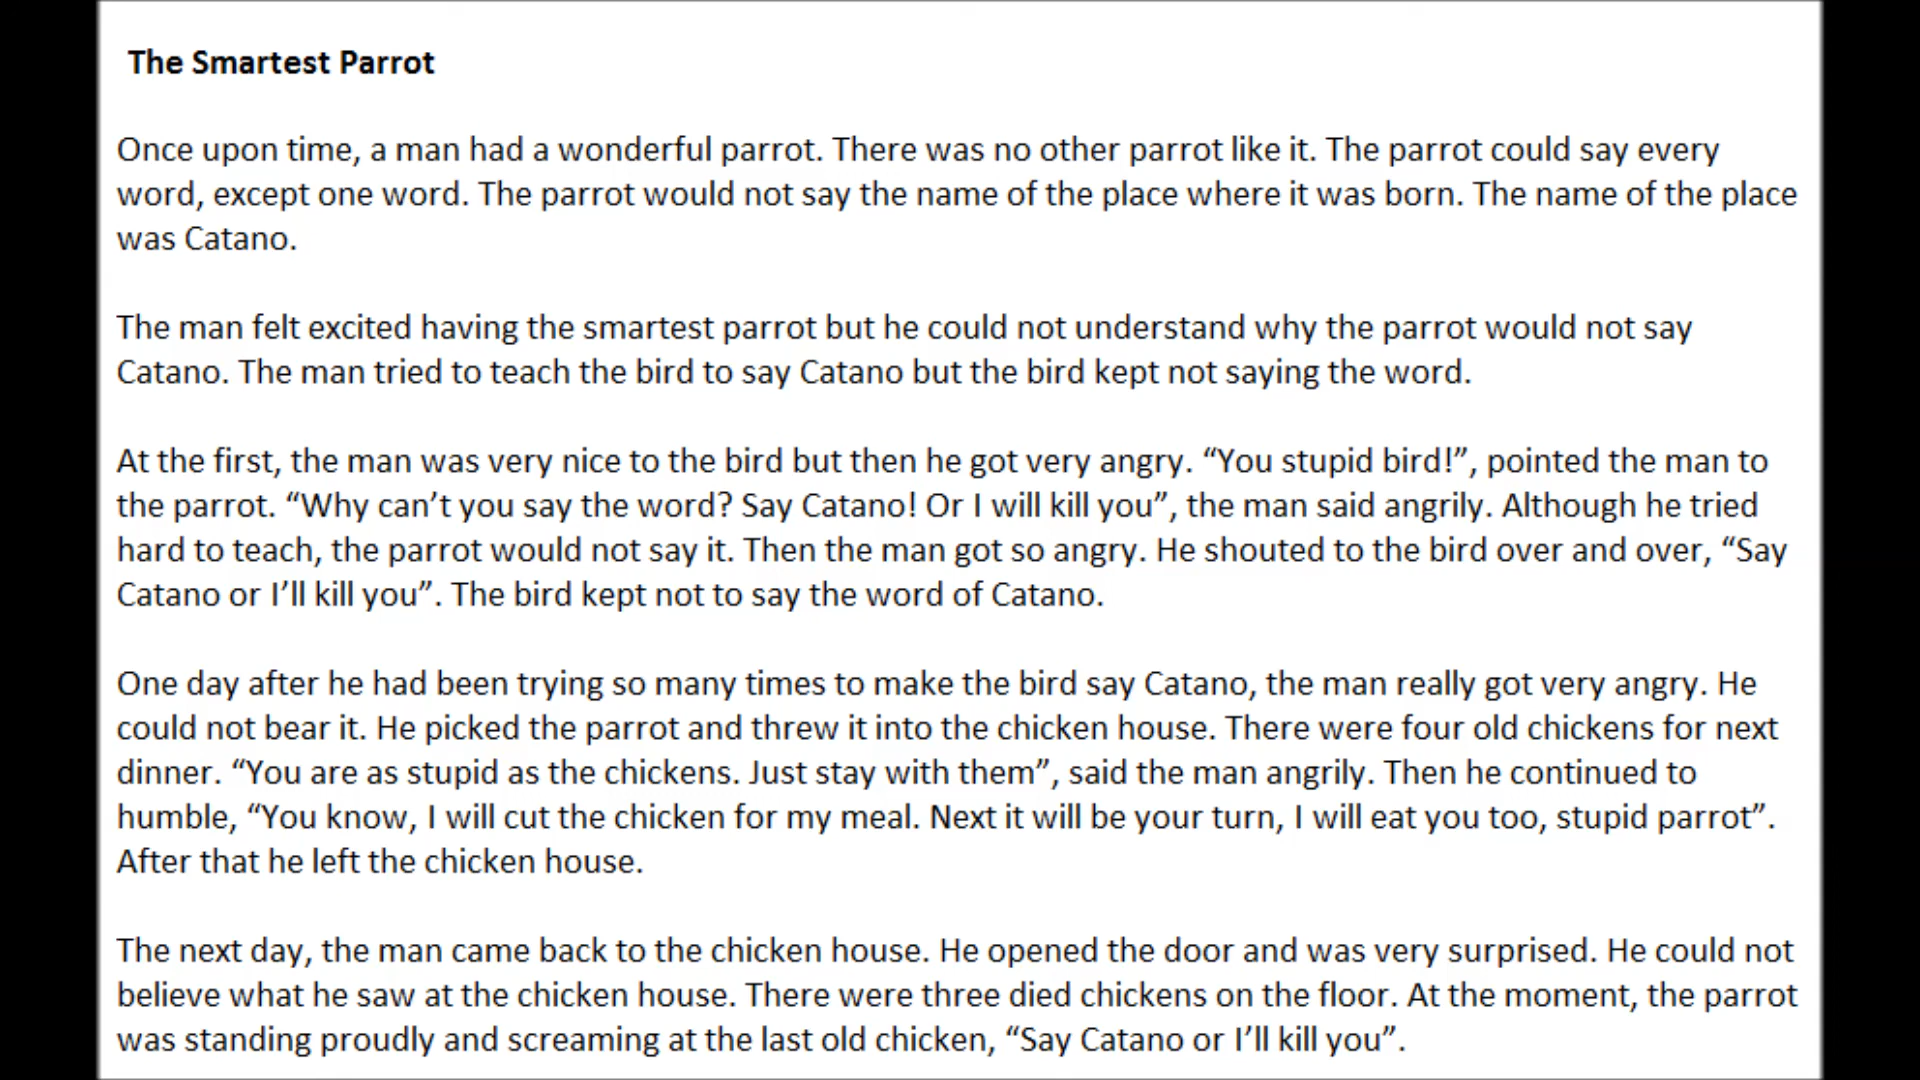 The Smartest Parrot
Once upon time, a man had a wonderful parrot. There was no other parrot like it. The parrot could say every
word, except one word. The parrot would not say the name of the place where it was born. The name of the place
was Catano.
The man felt excited having the smartest parrot but he could not understand why the parrot would not say
Catano. The man tried to teach the bird to say Catano but the bird kept not saying the word.
At the first, the man was very nice to the bird but then he got very angry. “You stupid bird!”, pointed the man to
the parrot. “Why can’t you say the word? Say Catano! Or I will kill you”, the man said angrily. Although he tried
hard to teach, the parrot would not say it. Then the man got so angry. He shouted to the bird over and over, “Say
Catano or I’ll kill you”. The bird kept not to say the word of Catano.
One day after he had been trying so many times to make the bird say Catano, the man really got very angry. He
could not bear it. He picked the parrot and threw it into the chicken house. There were four old chickens for next
dinner. “You are as stupid as the chickens. Just stay with them”, said the man angrily. Then he continued to
humble, “You know, I will cut the chicken for my meal. Next it will be your turn, I will eat you too, stupid parrot”.
After that he left the chicken house.
The next day, the man came back to the chicken house. He opened the door and was very surprised. He could not
believe what he saw at the chicken house. There were three died chickens on the floor. At the moment, the parrot
was standing proudly and screaming at the last old chicken, “Say Catano or I’ll kill you”.